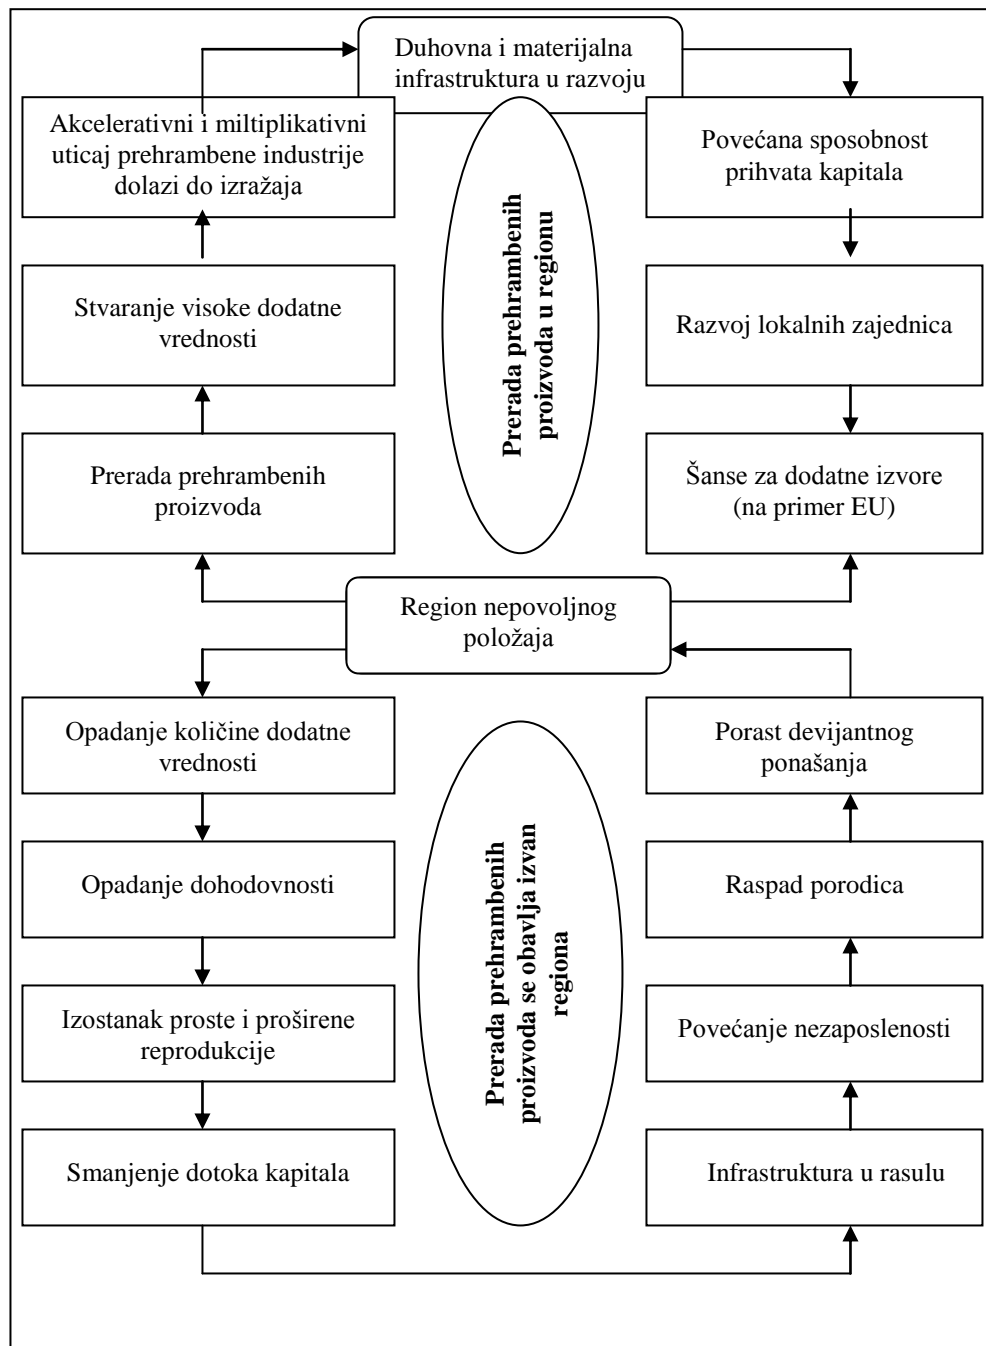 Duhovna i materijalna
infrastruktura u razvoju
Akcelerativni i miltiplikativni
uticaj prehrambene industrije
dolazi do izražaja
Povećana sposobnost
prihvata kapitala
Prerada prehrambenih
proizvoda u regionu
Stvaranje visoke dodatne
vrednosti
Razvoj lokalnih zajednica
Prerada prehrambenih
proizvoda
Šanse za dodatne izvore
(na primer EU)
Region nepovoljnog
položaja
Opadanje količine dodatne
vrednosti
Porast devijantnog
ponašanja
Prerada prehrambenih
proizvoda se obavlja izvan
regiona
Opadanje dohodovnosti
Raspad porodica
Izostanak proste i proširene
reprodukcije
Povećanje nezaposlenosti
Smanjenje dotoka kapitala
Infrastruktura u rasulu